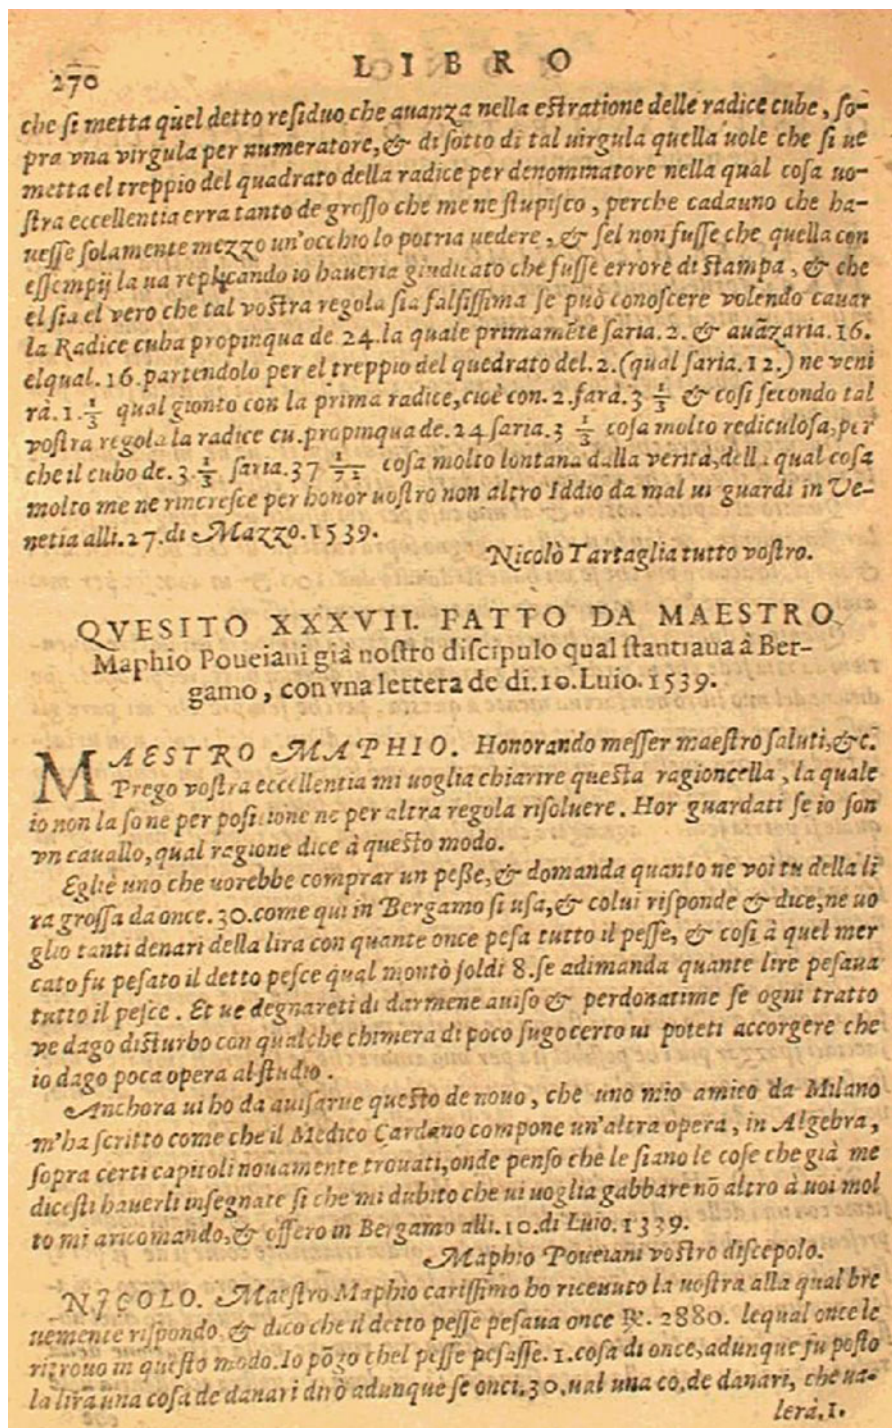 270
LIBRO
che si metta quel detto residuo che auanza nella estratione delle radice cube, so-
pra vna virgula per numeratore, & di sotto di tal uirgula quella uole che si ue
metta el treppio del quadrato della radice per denominatore nella qual cosa uo-
stra eccellentia erra tanto de grosso che me ne stupisco, perche cadauno che ha-
uesse solamente mezzo un'occhio lo potria uedere, & sel non fusse che quella con
essempij la ua replicando io haueria giudicato che fusse errore di stampa, & che
el sia el vero che tal vostra regola sia falsissima se può conoscere volendo cauar
la Radice cuba propinqua de 24. la quale primamẽte saria. 2. & auãzaria. 16.
elqual. 16. partendolo per el treppio del quedrato del. 2. (qual saria. 12.) ne veni
rà. 1. 1/3 qual gionto con la prima radice, cioè con. 2. farà. 3 1/3 & cosi secondo tal
vostra regola la radice cu. propinqua de. 24 saria. 3 1/3 cosa molto rediculosa, per
che il cubo de. 3. 1/3 saria. 37 1/72 cosa molto lontana dalla verità, della qual cosa
molto me ne rincresce per honor uostro non altro Iddio da mal ui guardi in Ve-
netia alli. 27. di Mazzo. 1539.
Nicolò Tartaglia tutto vostro.
QVESITO XXXVII. FATTO DA MAESTRO
Maphio Poveiani già nostro discipulo qual stantiaua â Ber-
gamo, con vna lettera de di. 10. Luio. 1539.
MAESTRO MAPHIO. Honorando messer maestro saluti, &c.
Prego vostra eccellentia mi uoglia chiarire questa ragioncella, la quale
io non la so ne per positione ne per altra regola risoluere. Hor guardati se io son
vn cauallo, qual ragione dice à questo modo.
Egliè uno che uorebbe comprar un peße, & domanda quanto ne voi tu della li
ra grossa da once. 30. come qui in Bergamo si usa, & colui risponde & dice, ne uo
glio tanti denari della lira con quante once pesa tutto il pesse, & cosi à quel mer
cato fu pesato il detto pesce qual montò soldi 8. se adimanda quante lire pesaua
tutto il pesce. Et ue degnareti di darmene auiso & perdonatime se ogni tratto
ve dago disturbo con qualche chimera di poco sugo certo ui poteti accorgere che
io dago poca opera al studio.
Anchora ui ho da auisarue questo de nouo, che uno mio amico da Milano
m'ha scritto come che il Medico Cardano compone un'altra opera, in Algebra,
sopra certi capituoli nouamente trouati, onde penso che le siano le cose che già me
dicesti hauerli insegnate si che mi dubito che ui uoglia gabbare nõ altro à uoi mol
to mi aricomando, & offero in Bergamo alli. 10. di Luio. 1339.
Maphio Poveiani vostro discepolo.
NICOLO. Maestro Maphio carissimo ho riceuuto la uostra alla qual bre
uemente rispondo & dico che il detto pesse pesaua once ℞. 2880. lequal once le
ritrouo in questo modo. Io põgo chel pesse pesasse. 1. cosa di once, adunque fu posto
la lira una cosa de danari dirò adunque se onci. 30. ual una co. de danari, che ua-
lerà. 1.